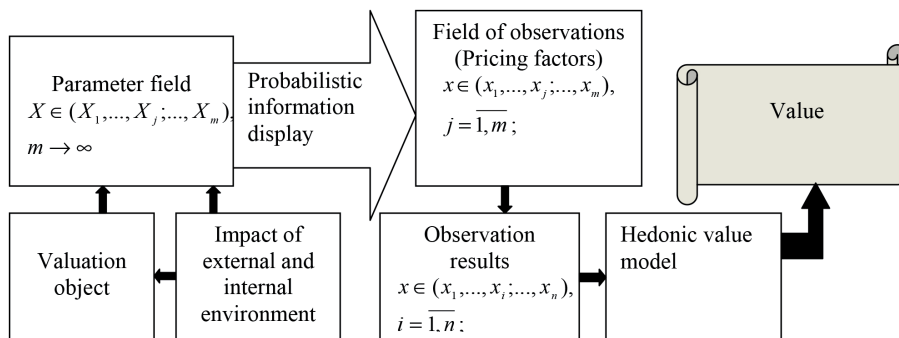 Parameter field
X ∈ (X₁,..., Xⱼ;..., Xₘ),
m → ∞
Probabilistic
information
display
Field of observations
(Pricing factors)
x ∈ (x₁,..., xⱼ;..., xₘ),
j = 1, m̅;
Value
Valuation
object
Impact of
external and
internal
environment
Observation
results
x ∈ (x₁,..., xᵢ;..., xₙ),
i = 1, n̅;
Hedonic value
model